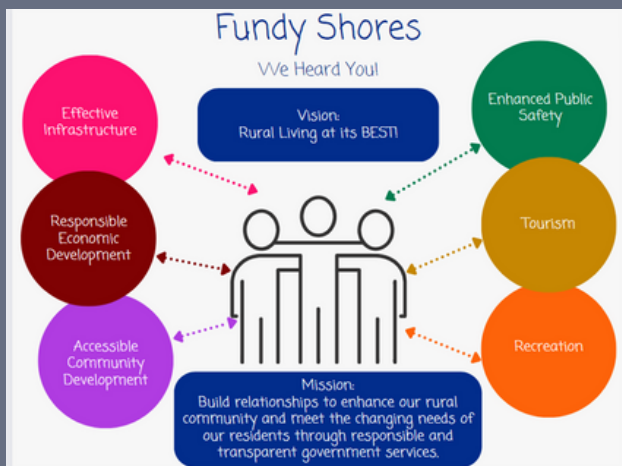 Fundy Shores
We Heard You!
Vision:
Rural Living at its BEST!
Effective
Infrastructure
Enhanced Public
Safety
Responsible
Economic
Development
Tourism
Accessible
Community
Development
Recreation
Mission:
Build relationships to enhance our rural
community and meet the changing needs of
our residents through responsible and
transparent government services.